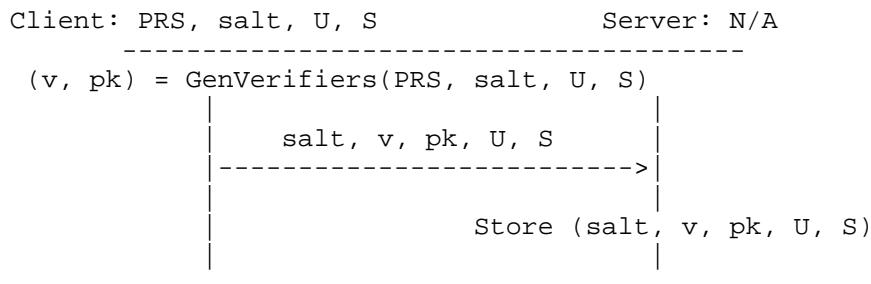 Client: PRS, salt, U, S                Server: N/A
       ---------------------------------------
 (v, pk) = GenVerifiers(PRS, salt, U, S)
            |                           |
            |    salt, v, pk, U, S      |
            |-------------------------->|
            |                           |
            |                Store (salt, v, pk, U, S)
            |                           |